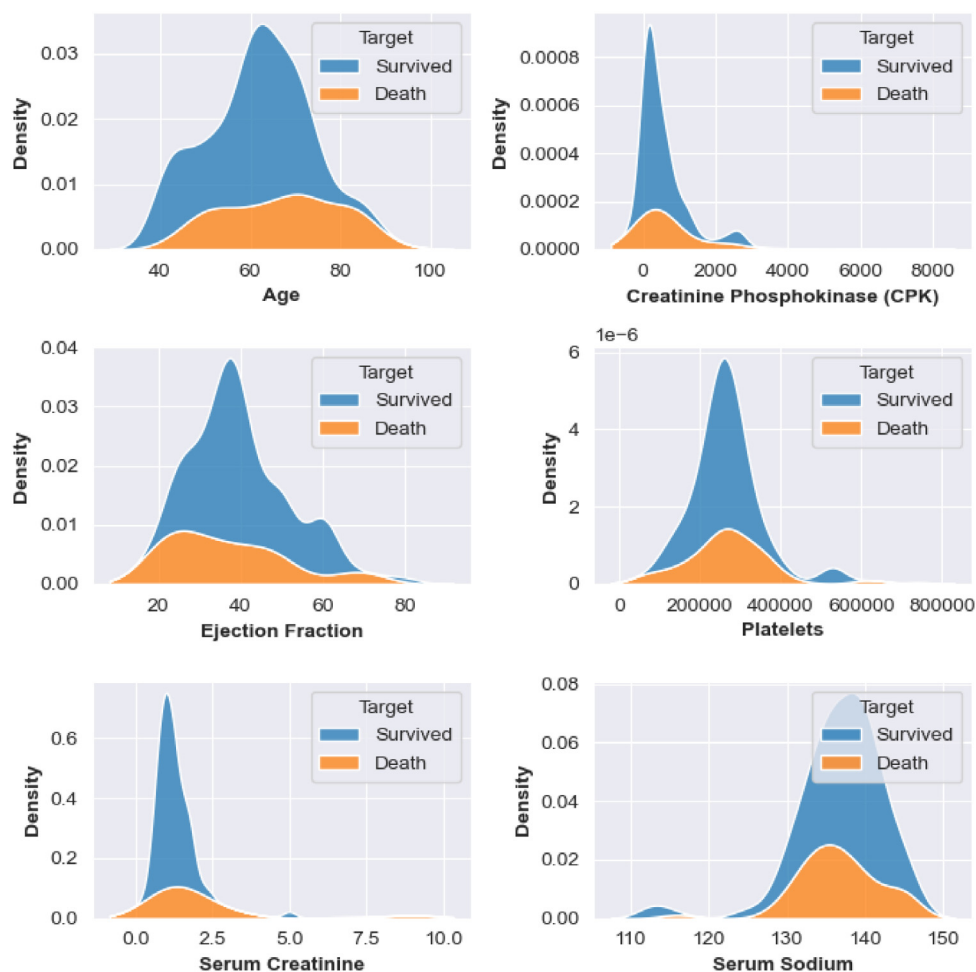 Target
Survived
Death
0.03
0.02
0.01
0.00
Density
40 60 80 100
Age
Target
Survived
Death
0.0008
0.0006
0.0004
0.0002
0.0000
Density
0 2000 4000 6000 8000
Creatinine Phosphokinase (CPK)
Target
Survived
Death
0.04
0.03
0.02
0.01
0.00
Density
20 40 60 80
Ejection Fraction
1e−6
Target
Survived
Death
6
4
2
0
Density
0 200000 400000 600000 800000
Platelets
Target
Survived
Death
0.6
0.4
0.2
0.0
Density
0.0 2.5 5.0 7.5 10.0
Serum Creatinine
Target
Survived
Death
0.08
0.06
0.04
0.02
0.00
Density
110 120 130 140 150
Serum Sodium